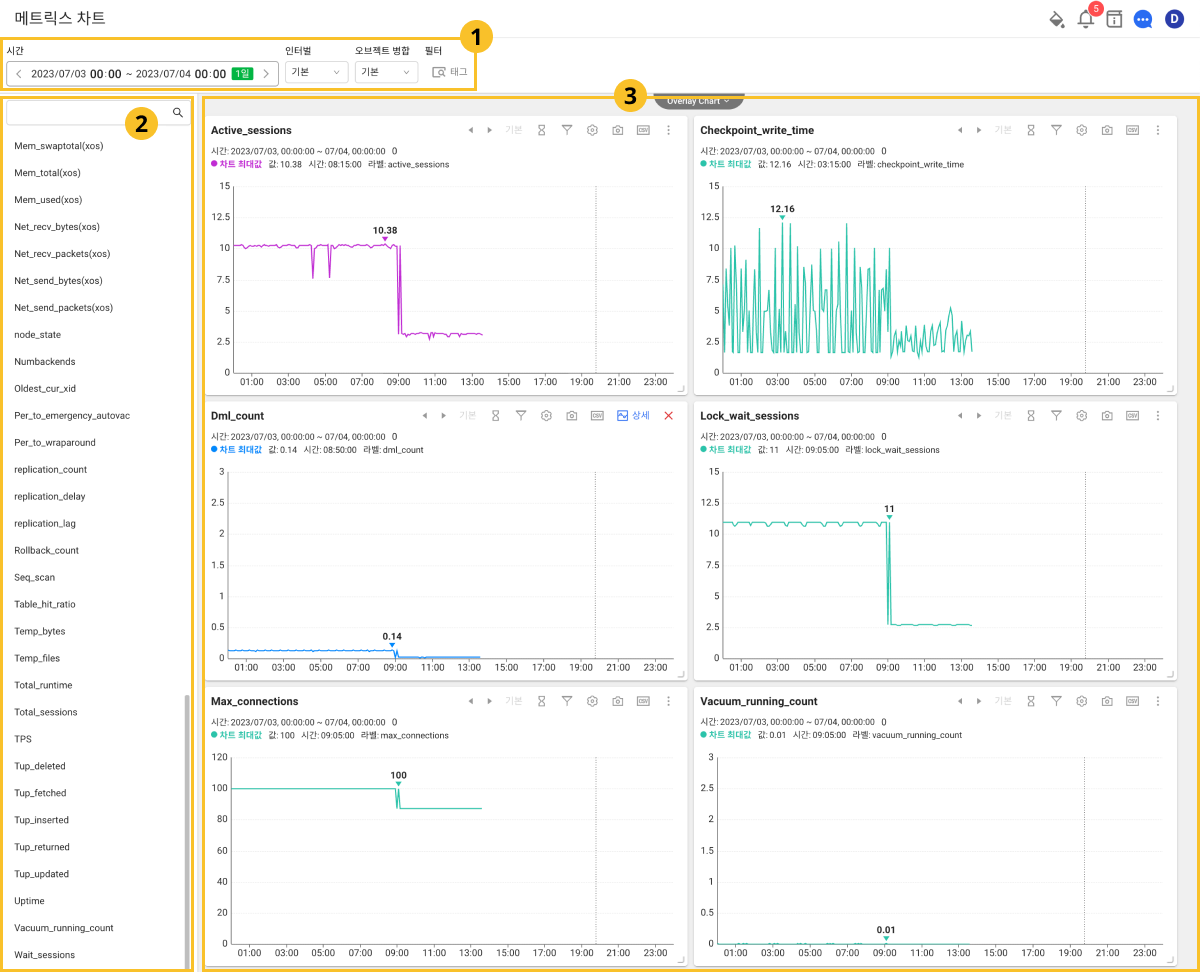 메트릭스 차트
5
D
1
시간
인터벌
오브젝트 병합
필터
2023/07/03 00:00 ~ 2023/07/04 00:00 1일
기본
기본
태그
2
Mem_swaptotal(xos)
Mem_total(xos)
Mem_used(xos)
Net_recv_bytes(xos)
Net_recv_packets(xos)
Net_send_bytes(xos)
Net_send_packets(xos)
node_state
Numbackends
Oldest_cur_xid
Per_to_emergency_autovac
Per_to_wraparound
replication_count
replication_delay
replication_lag
Rollback_count
Seq_scan
Table_hit_ratio
Temp_bytes
Temp_files
Total_runtime
Total_sessions
TPS
Tup_deleted
Tup_fetched
Tup_inserted
Tup_returned
Tup_updated
Uptime
Vacuum_running_count
Wait_sessions
3
Overlay Chart
Active_sessions
기본
CSV
시간: 2023/07/03, 00:00:00 ~ 07/04, 00:00:00 0
차트 최대값 값: 10.38 시간: 08:15:00 라벨: active_sessions
15
12.5
10
7.5
5
2.5
0
10.38
01:00 03:00 05:00 07:00 09:00 11:00 13:00 15:00 17:00 19:00 21:00 23:00
Checkpoint_write_time
기본
CSV
시간: 2023/07/03, 00:00:00 ~ 07/04, 00:00:00 0
차트 최대값 값: 12.16 시간: 03:15:00 라벨: checkpoint_write_time
15
12.5
10
7.5
5
2.5
0
12.16
01:00 03:00 05:00 07:00 09:00 11:00 13:00 15:00 17:00 19:00 21:00 23:00
Dml_count
기본
CSV
상세
시간: 2023/07/03, 00:00:00 ~ 07/04, 00:00:00 0
차트 최대값 값: 0.14 시간: 08:50:00 라벨: dml_count
3
2.5
2
1.5
1
0.5
0
0.14
01:00 03:00 05:00 07:00 09:00 11:00 13:00 15:00 17:00 19:00 21:00 23:00
Lock_wait_sessions
기본
CSV
시간: 2023/07/03, 00:00:00 ~ 07/04, 00:00:00 0
차트 최대값 값: 11 시간: 09:05:00 라벨: lock_wait_sessions
15
12.5
10
7.5
5
2.5
0
11
01:00 03:00 05:00 07:00 09:00 11:00 13:00 15:00 17:00 19:00 21:00 23:00
Max_connections
기본
CSV
시간: 2023/07/03, 00:00:00 ~ 07/04, 00:00:00 0
차트 최대값 값: 100 시간: 09:05:00 라벨: max_connections
120
100
80
60
40
20
0
100
01:00 03:00 05:00 07:00 09:00 11:00 13:00 15:00 17:00 19:00 21:00 23:00
Vacuum_running_count
기본
CSV
시간: 2023/07/03, 00:00:00 ~ 07/04, 00:00:00 0
차트 최대값 값: 0.01 시간: 09:05:00 라벨: vacuum_running_count
3
2.5
2
1.5
1
0.5
0
0.01
01:00 03:00 05:00 07:00 09:00 11:00 13:00 15:00 17:00 19:00 21:00 23:00